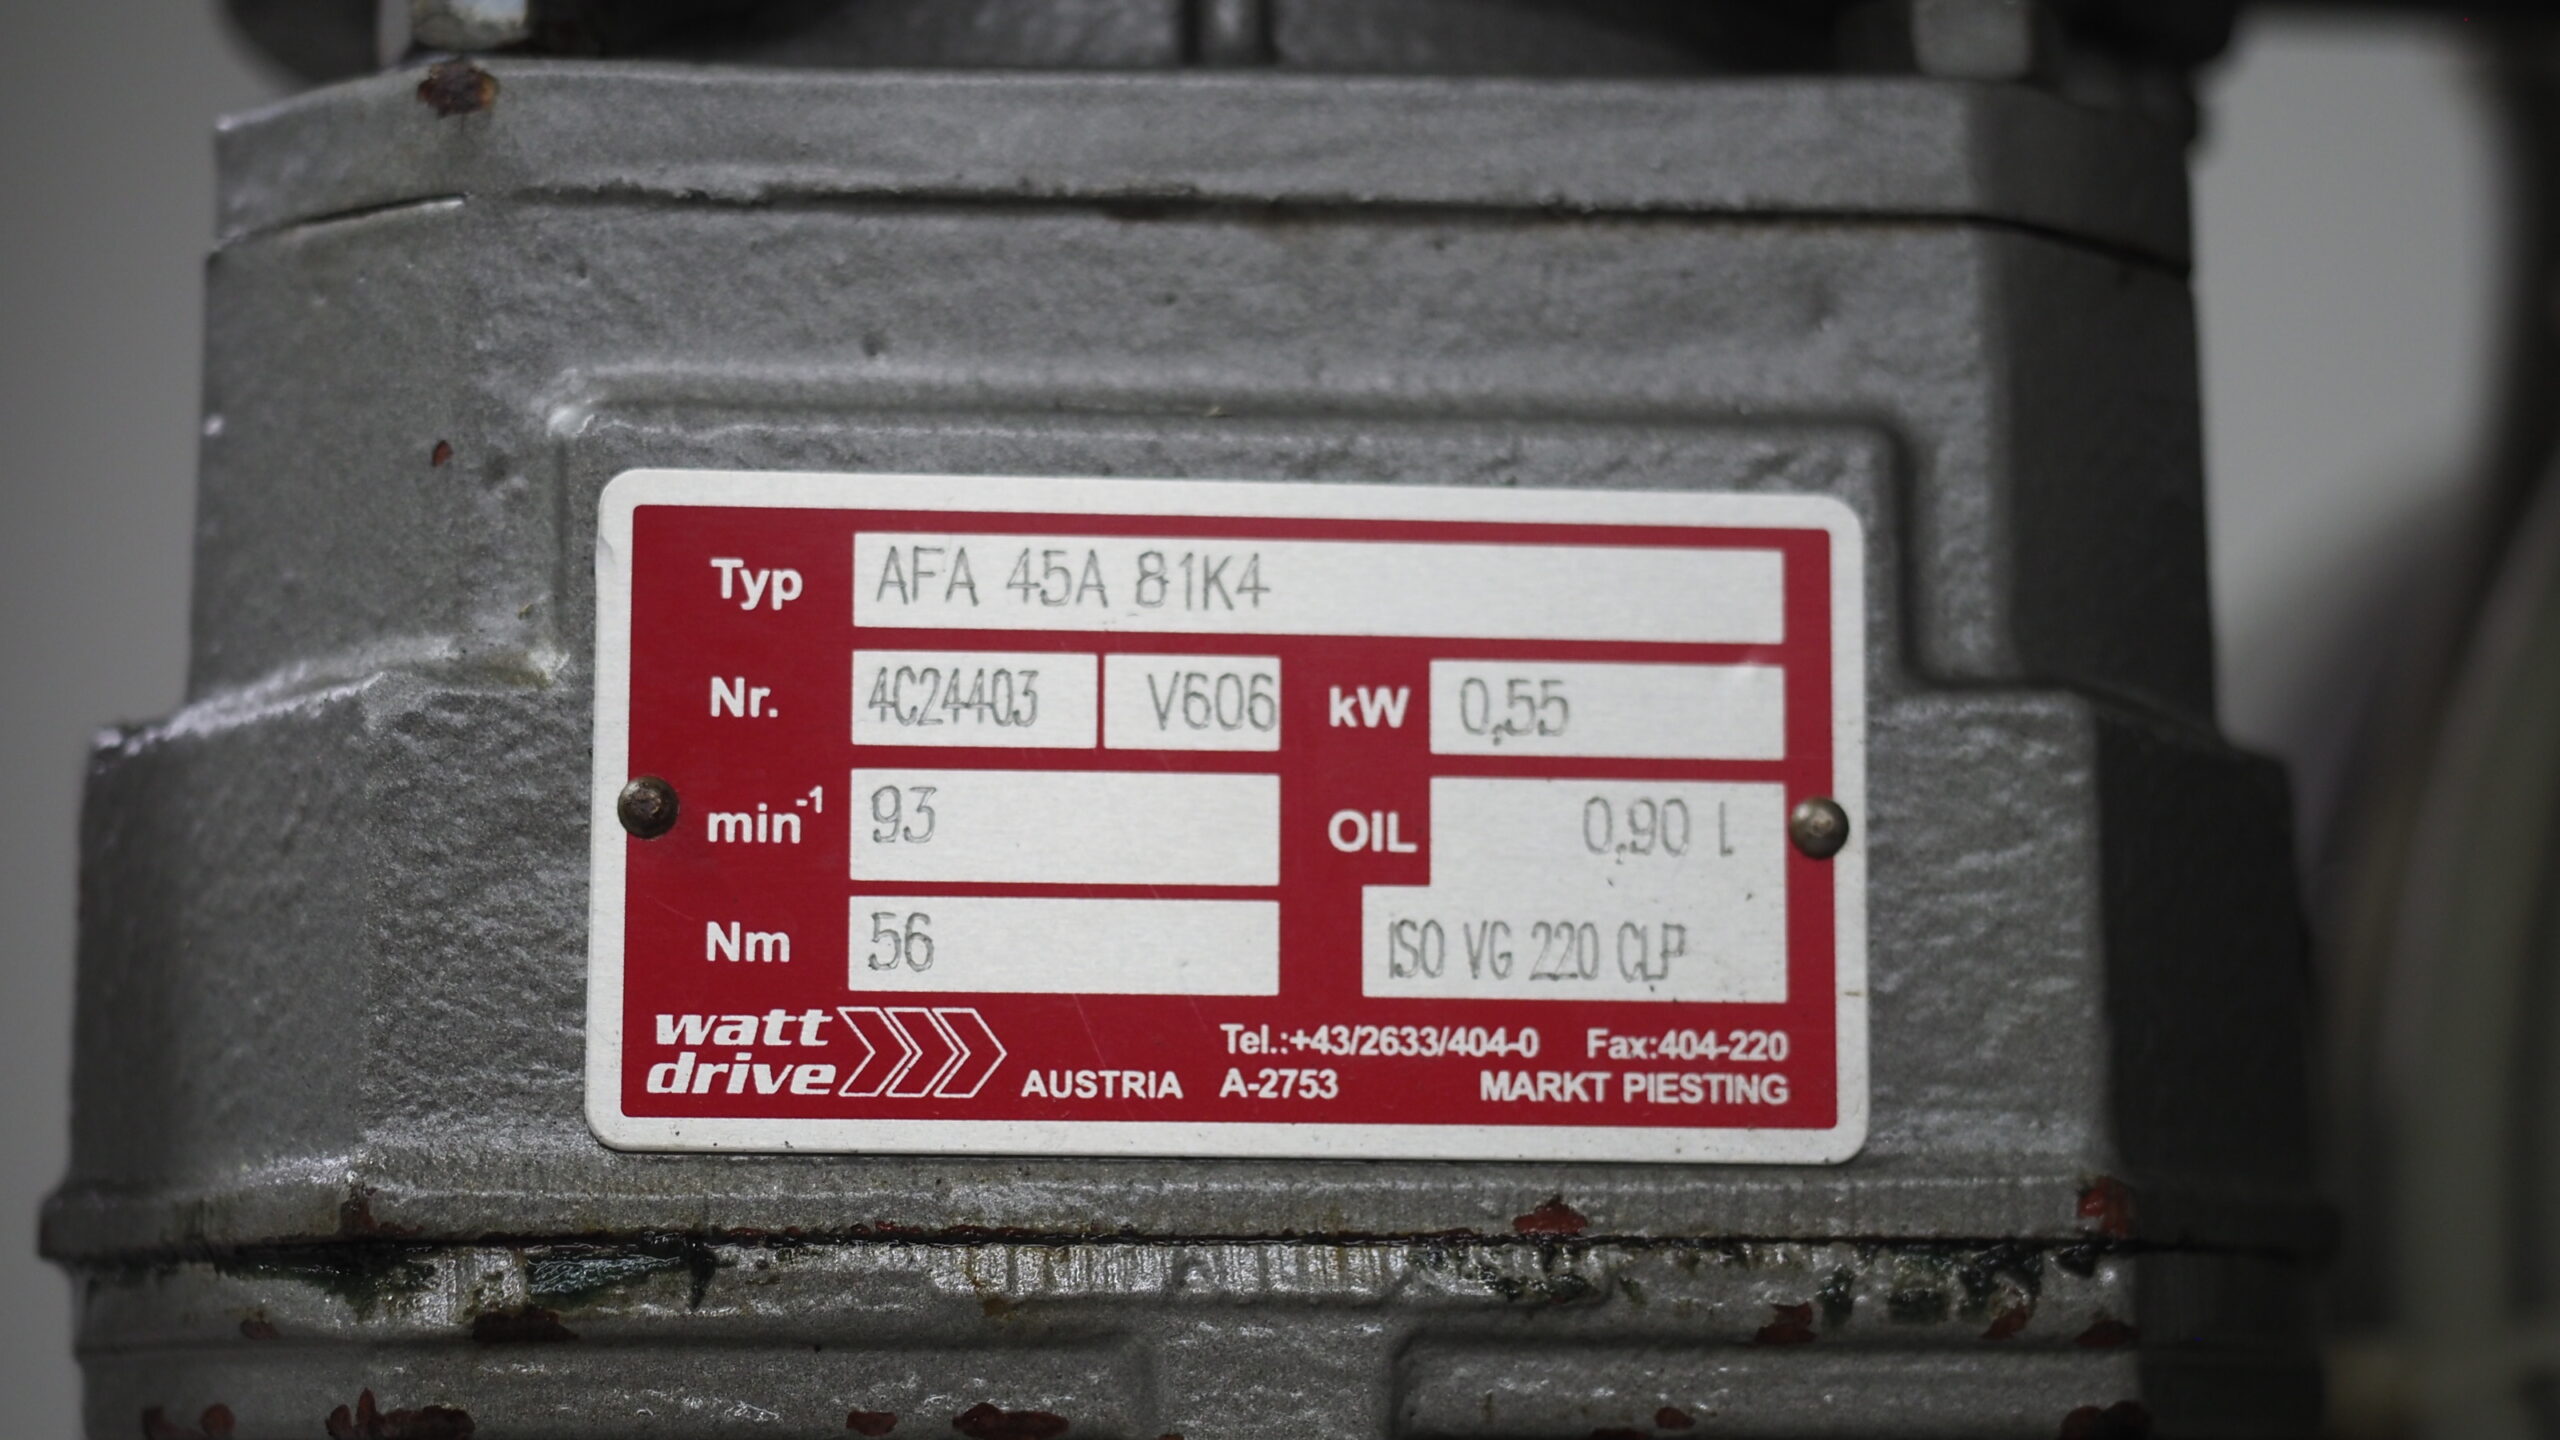 Typ AFA 45A 81K4
Nr. 4C24403 V606 kW 0,55
min-1 93 OIL 0,90 l
Nm 56 ISO VG 220 CLP
watt
drive
AUSTRIA
Tel.:+43/2633/404-0 Fax:404-220
A-2753 MARKT PIESTING